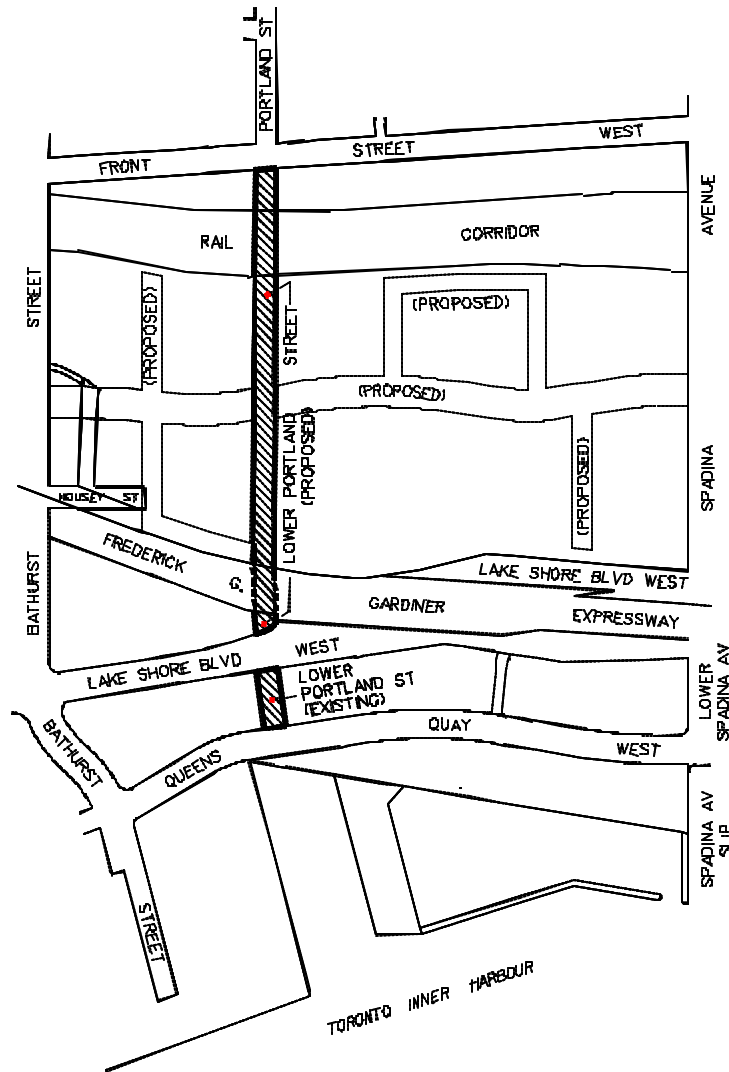 PORTLAND ST
FRONT STREET WEST
AVENUE
RAIL CORRIDOR
STREET
(PROPOSED)
STREET
(PROPOSED)
(PROPOSED)
LOWER PORTLAND
(PROPOSED)
(PROPOSED)
SPADINA
HOUSEY ST
FREDERICK G.
GARDINER EXPRESSWAY
LAKE SHORE BLVD WEST
BATHURST
LAKE SHORE BLVD WEST
LOWER
PORTLAND ST
(EXISTING)
LOWER
SPADINA AV
BATHURST
STREET
QUEENS QUAY WEST
SPADINA AV
SLIP
TORONTO INNER HARBOUR